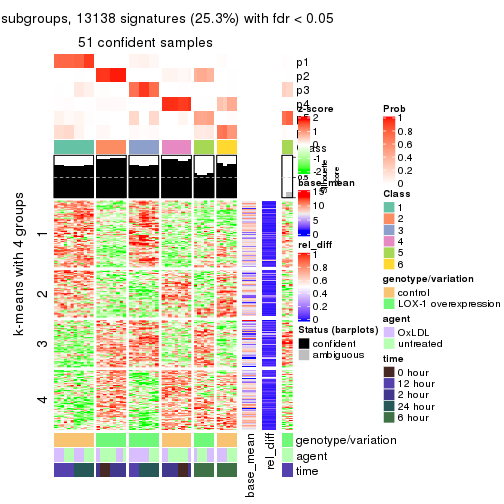 subgroups, 13138 signatures (25.3%) with fdr < 0.05
51 confident samples
p1
p2
p3
p4
z-score
2
1
0
-1
-2
base_mean
15
10
5
0
rel_diff
1
0.8
0.6
0.4
0.2
0
Status (barplots)
confident
ambiguous
Prob
1
0.8
0.6
0.4
0.2
0
Class
1
2
3
4
5
6
genotype/variation
control
LOX-1 overexpression
agent
OxLDL
untreated
time
0 hour
12 hour
2 hour
24 hour
6 hour
k-means with 4 groups
1
2
3
4
base_mean
rel_diff
genotype/variation
agent
time